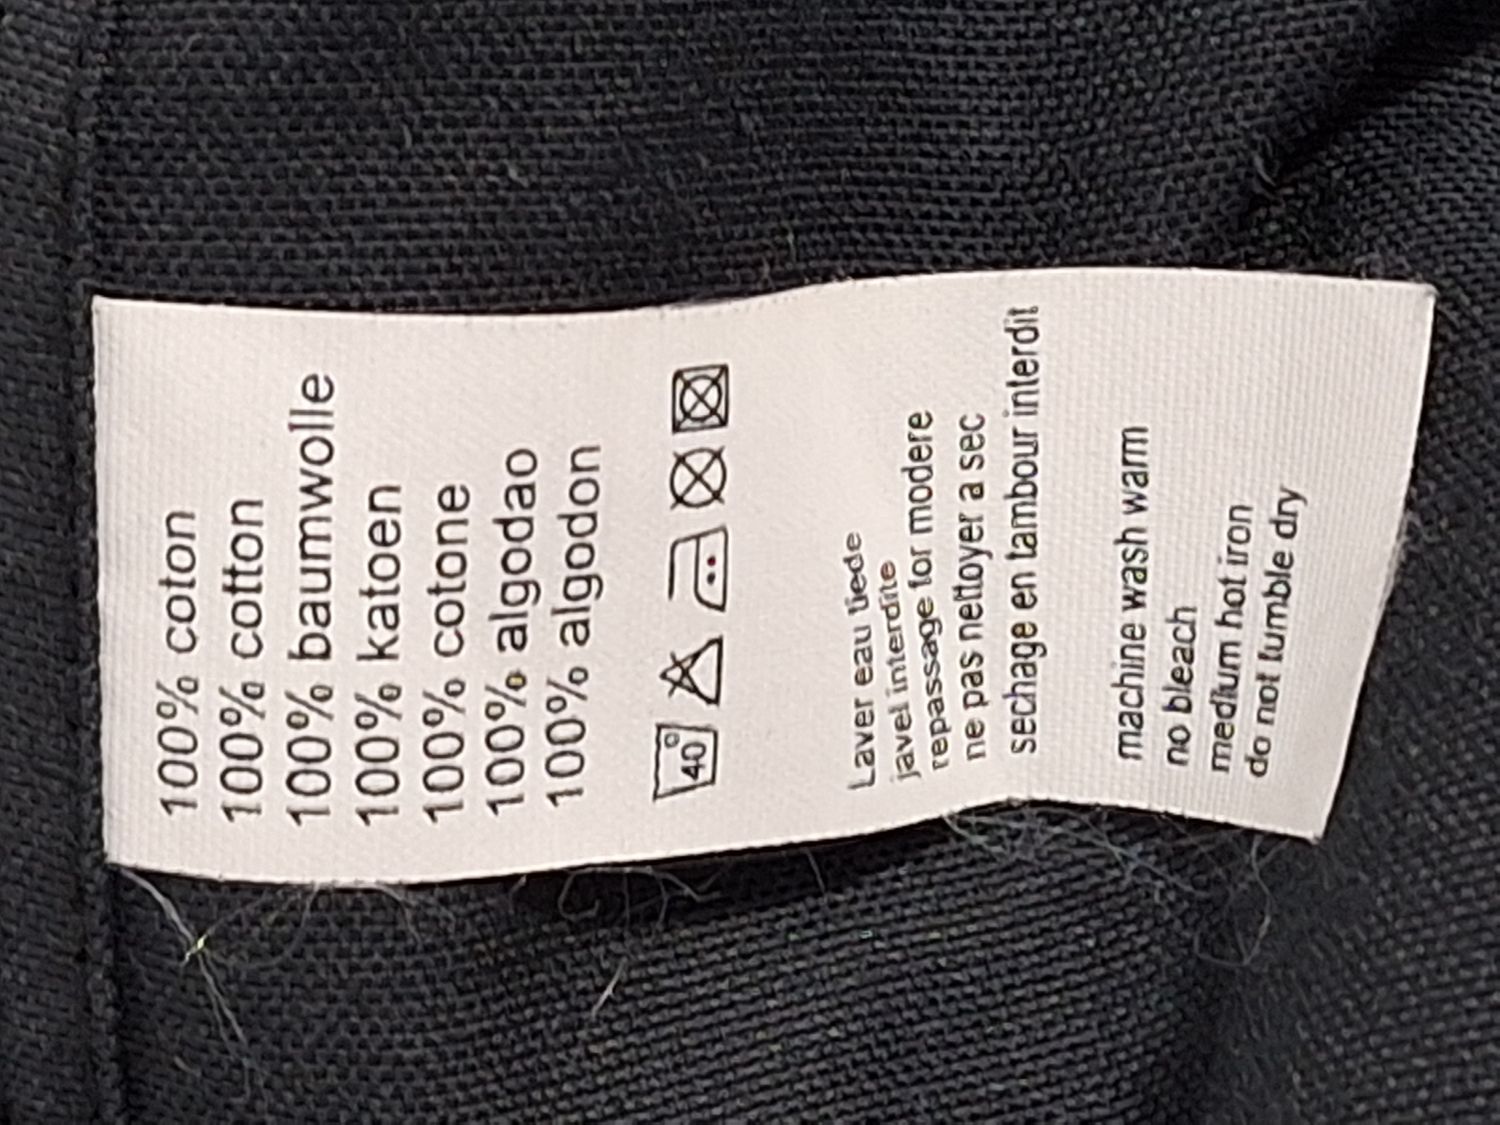 100% coton
100% cotton
100% baumwolle
100% katoen
100% cotone
100% algodao
100% algodon
40°
Laver eau tiede
javel interdite
repassage for modere
ne pas nettoyer a sec
sechage en tambour interdit
machine wash warm
no bleach
medium hot iron
do not tumble dry